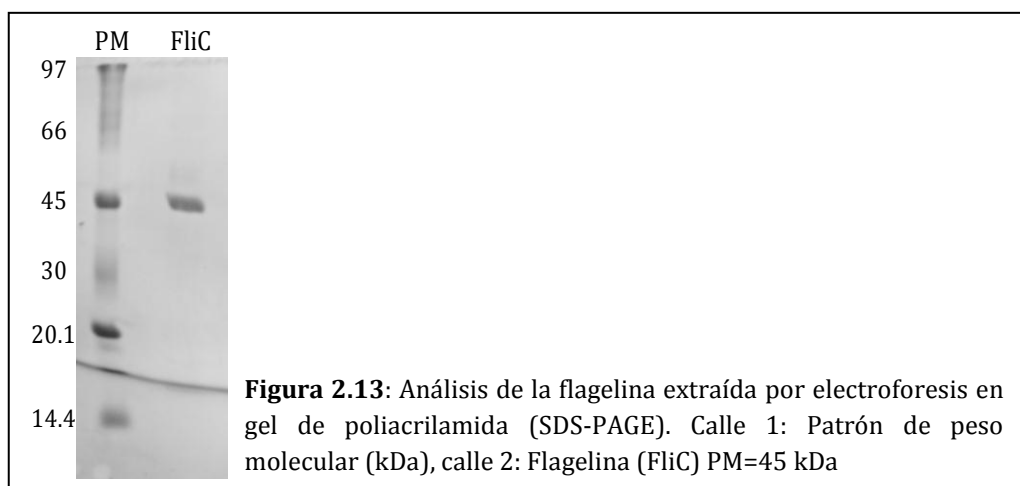 PM FliC
97
66
45
30
20.1
14.4
Figura 2.13: Análisis de la flagelina extraída por electroforesis en
gel de poliacrilamida (SDS-PAGE). Calle 1: Patrón de peso
molecular (kDa), calle 2: Flagelina (FliC) PM=45 kDa